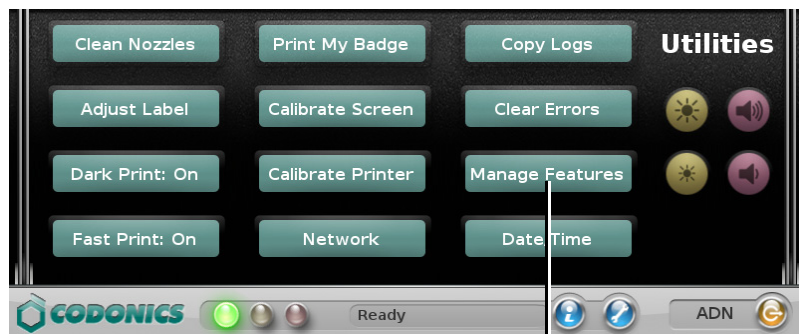 Clean Nozzles Print My Badge Copy Logs Utilities
Adjust Label Calibrate Screen Clear Errors
Dark Print: On Calibrate Printer Manage Features
Fast Print: On Network Date/Time
CODONICS Ready i ADN